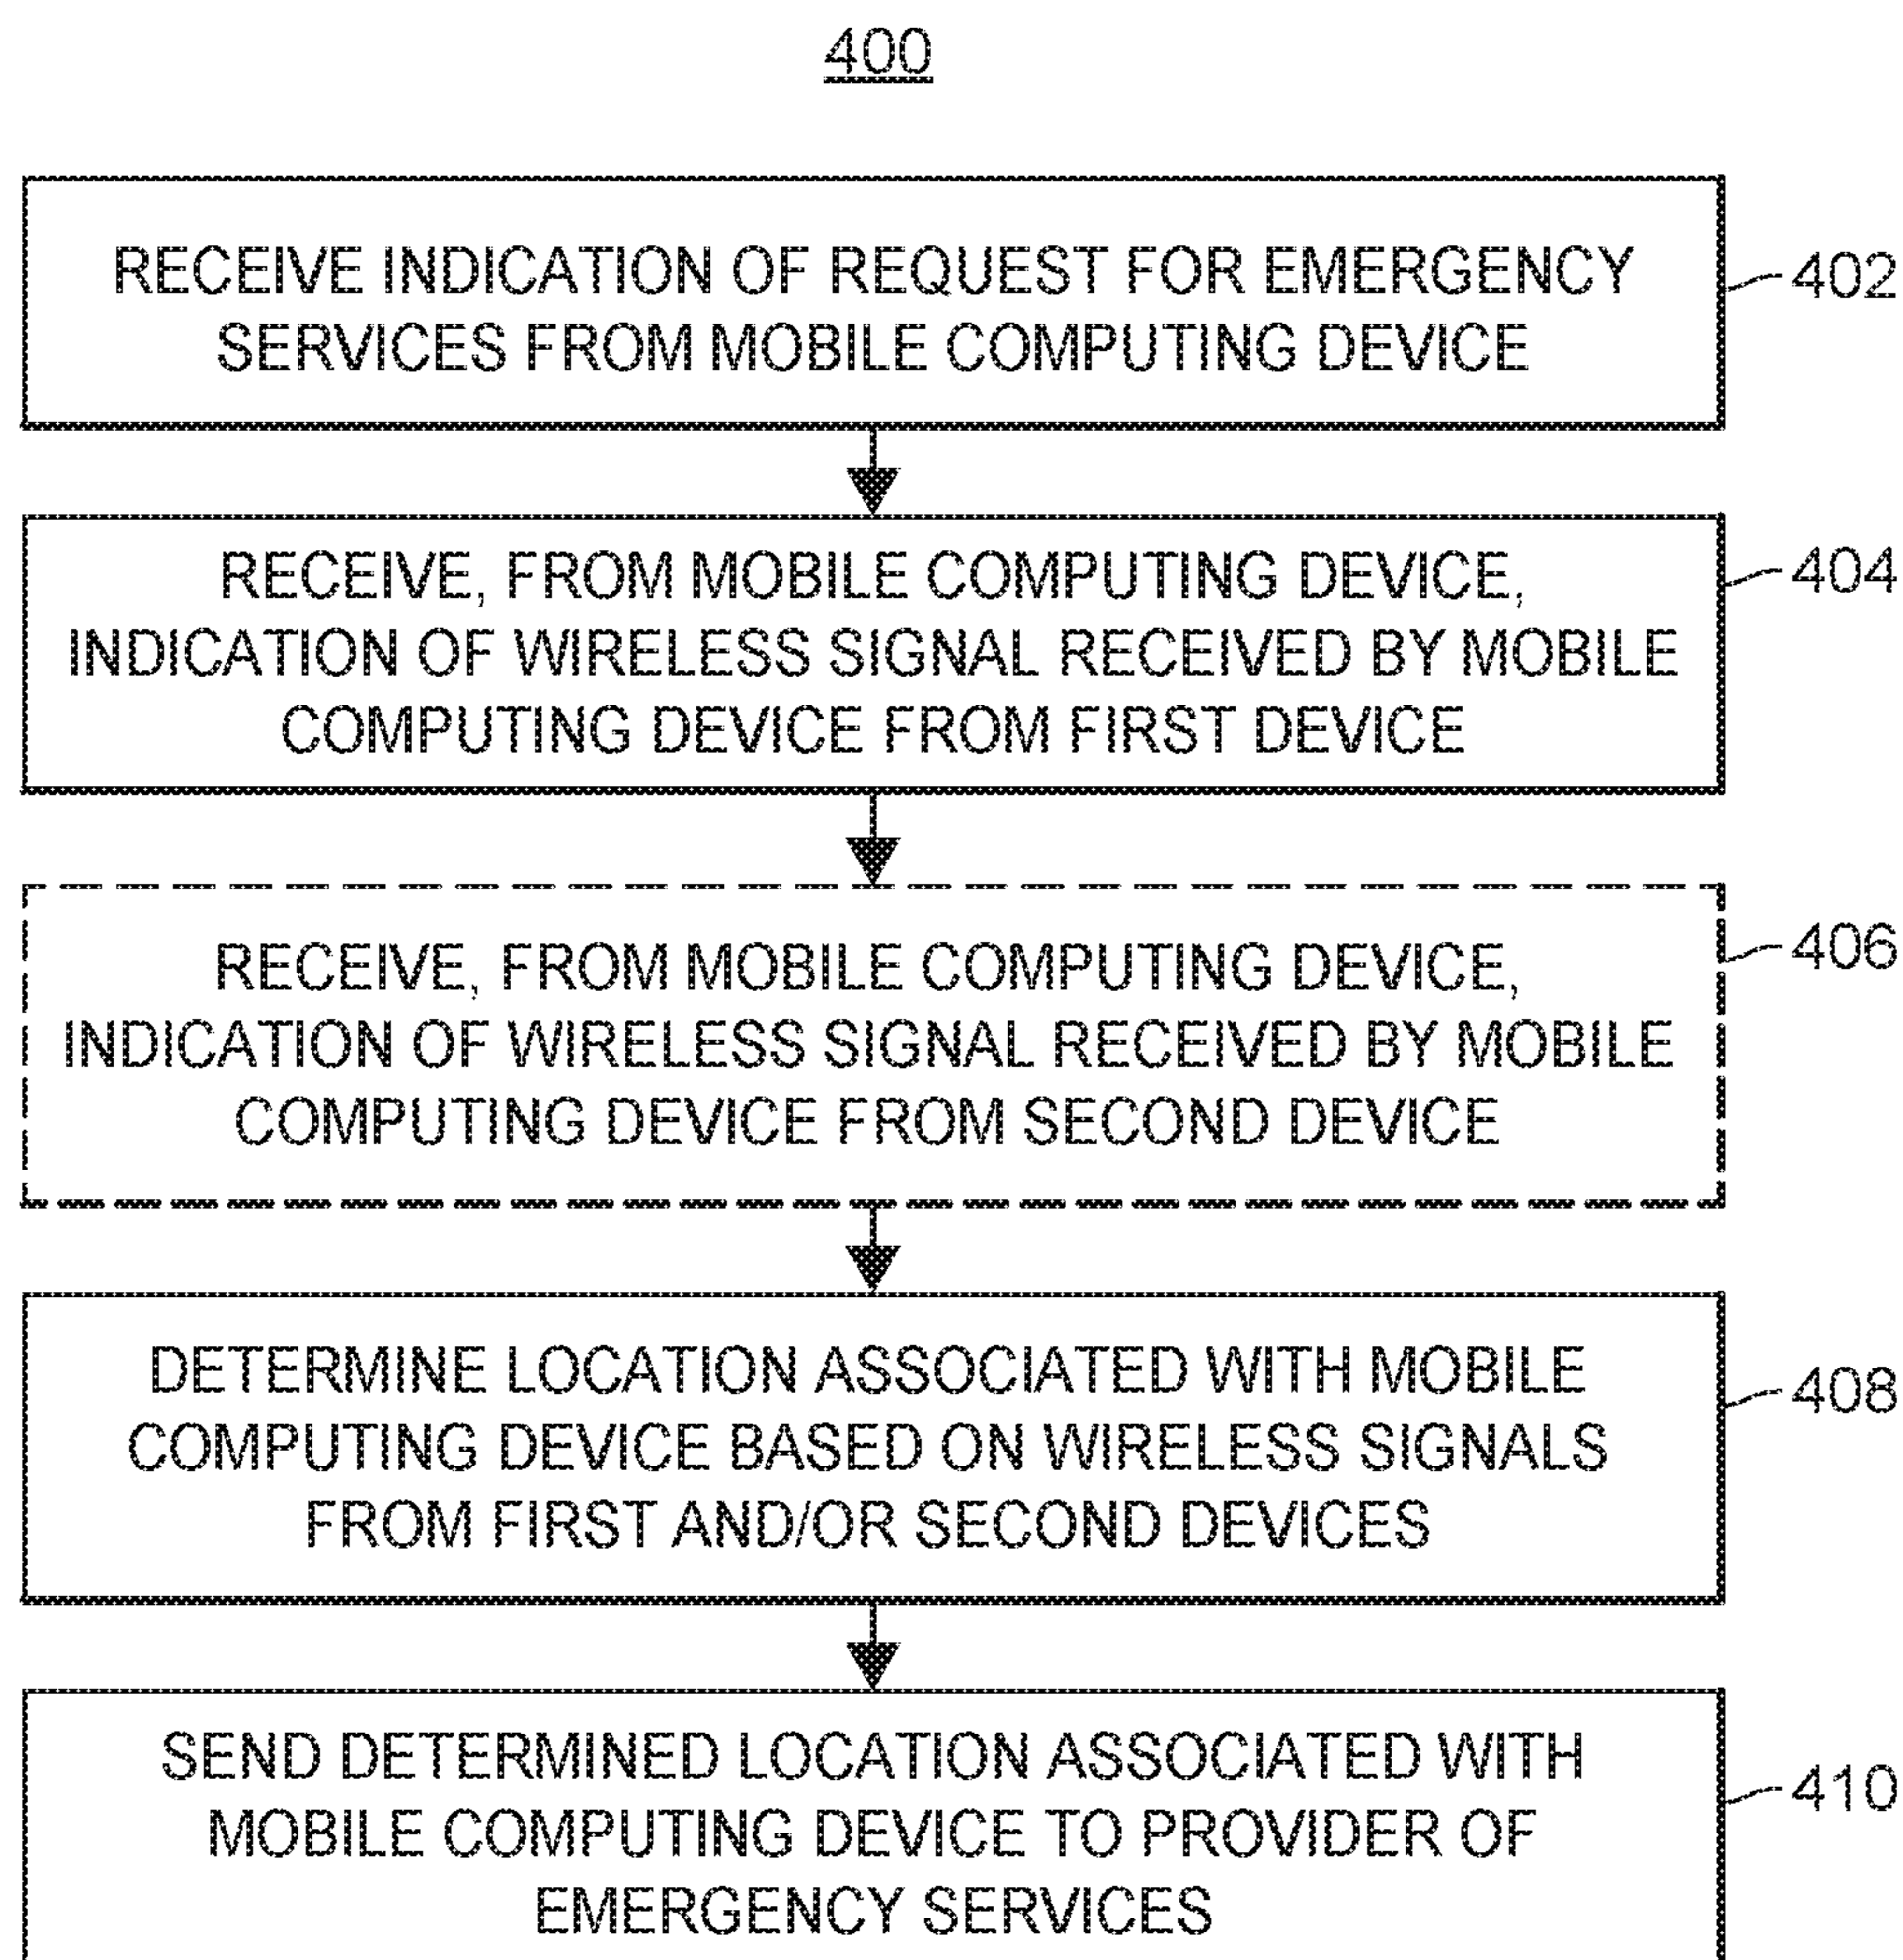 400
RECEIVE INDICATION OF REQUEST FOR EMERGENCY
SERVICES FROM MOBILE COMPUTING DEVICE
402
RECEIVE, FROM MOBILE COMPUTING DEVICE,
INDICATION OF WIRELESS SIGNAL RECEIVED BY MOBILE
COMPUTING DEVICE FROM FIRST DEVICE
404
RECEIVE, FROM MOBILE COMPUTING DEVICE,
INDICATION OF WIRELESS SIGNAL RECEIVED BY MOBILE
COMPUTING DEVICE FROM SECOND DEVICE
406
DETERMINE LOCATION ASSOCIATED WITH MOBILE
COMPUTING DEVICE BASED ON WIRELESS SIGNALS
FROM FIRST AND/OR SECOND DEVICES
408
SEND DETERMINED LOCATION ASSOCIATED WITH
MOBILE COMPUTING DEVICE TO PROVIDER OF
EMERGENCY SERVICES
410